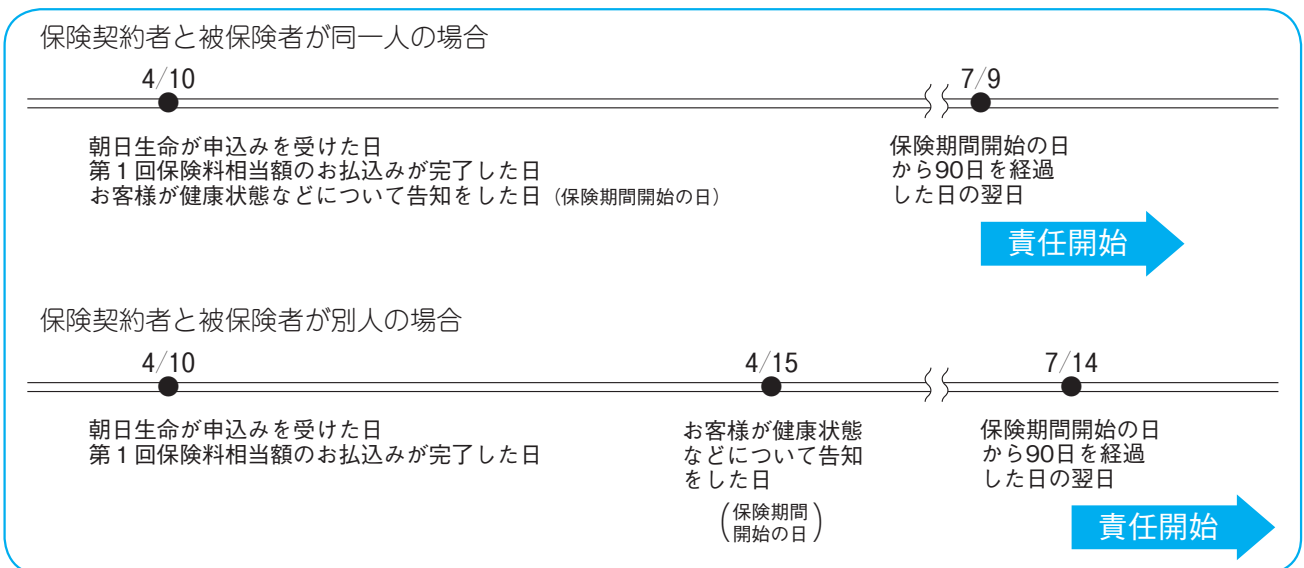 保険契約者と被保険者が同一人の場合
4/10
7/9
朝日生命が申込みを受けた日
第1回保険料相当額のお払込みが完了した日
お客様が健康状態などについて告知をした日（保険期間開始の日）
保険期間開始の日
から90日を経過
した日の翌日
責任開始
保険契約者と被保険者が別人の場合
4/10
4/15
7/14
朝日生命が申込みを受けた日
第1回保険料相当額のお払込みが完了した日
お客様が健康状態
などについて告知
をした日
（保険期間
開始の日）
保険期間開始の日
から90日を経過
した日の翌日
責任開始